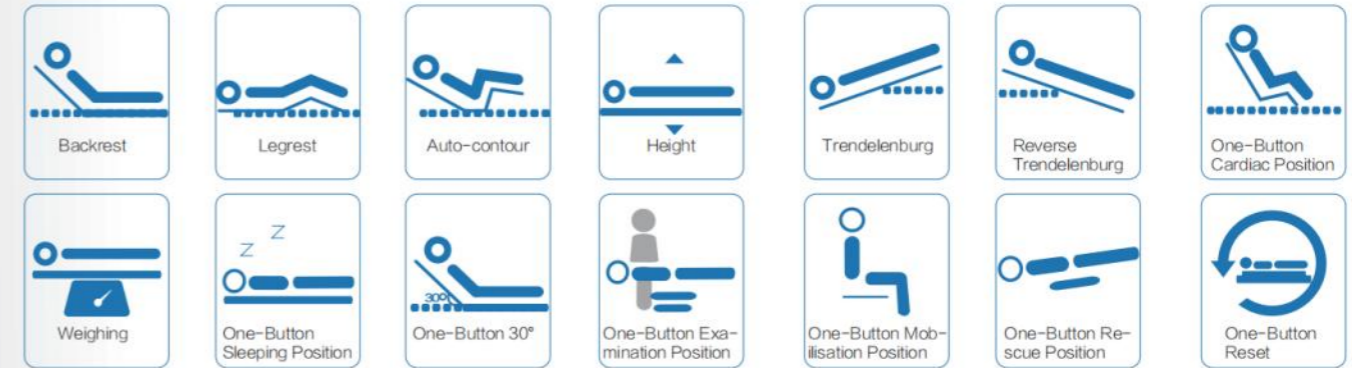 Backrest
Legrest
Auto-contour
Height
Trendelenburg
Reverse
Trendelenburg
One-Button
Cardiac Position
Z
Z
30°
Weighing
One-Button
Sleeping Position
One-Button 30°
One-Button Exa-
mination Position
One-Button Mob-
ilisation Position
One-Button Re-
scue Position
One-Button
Reset